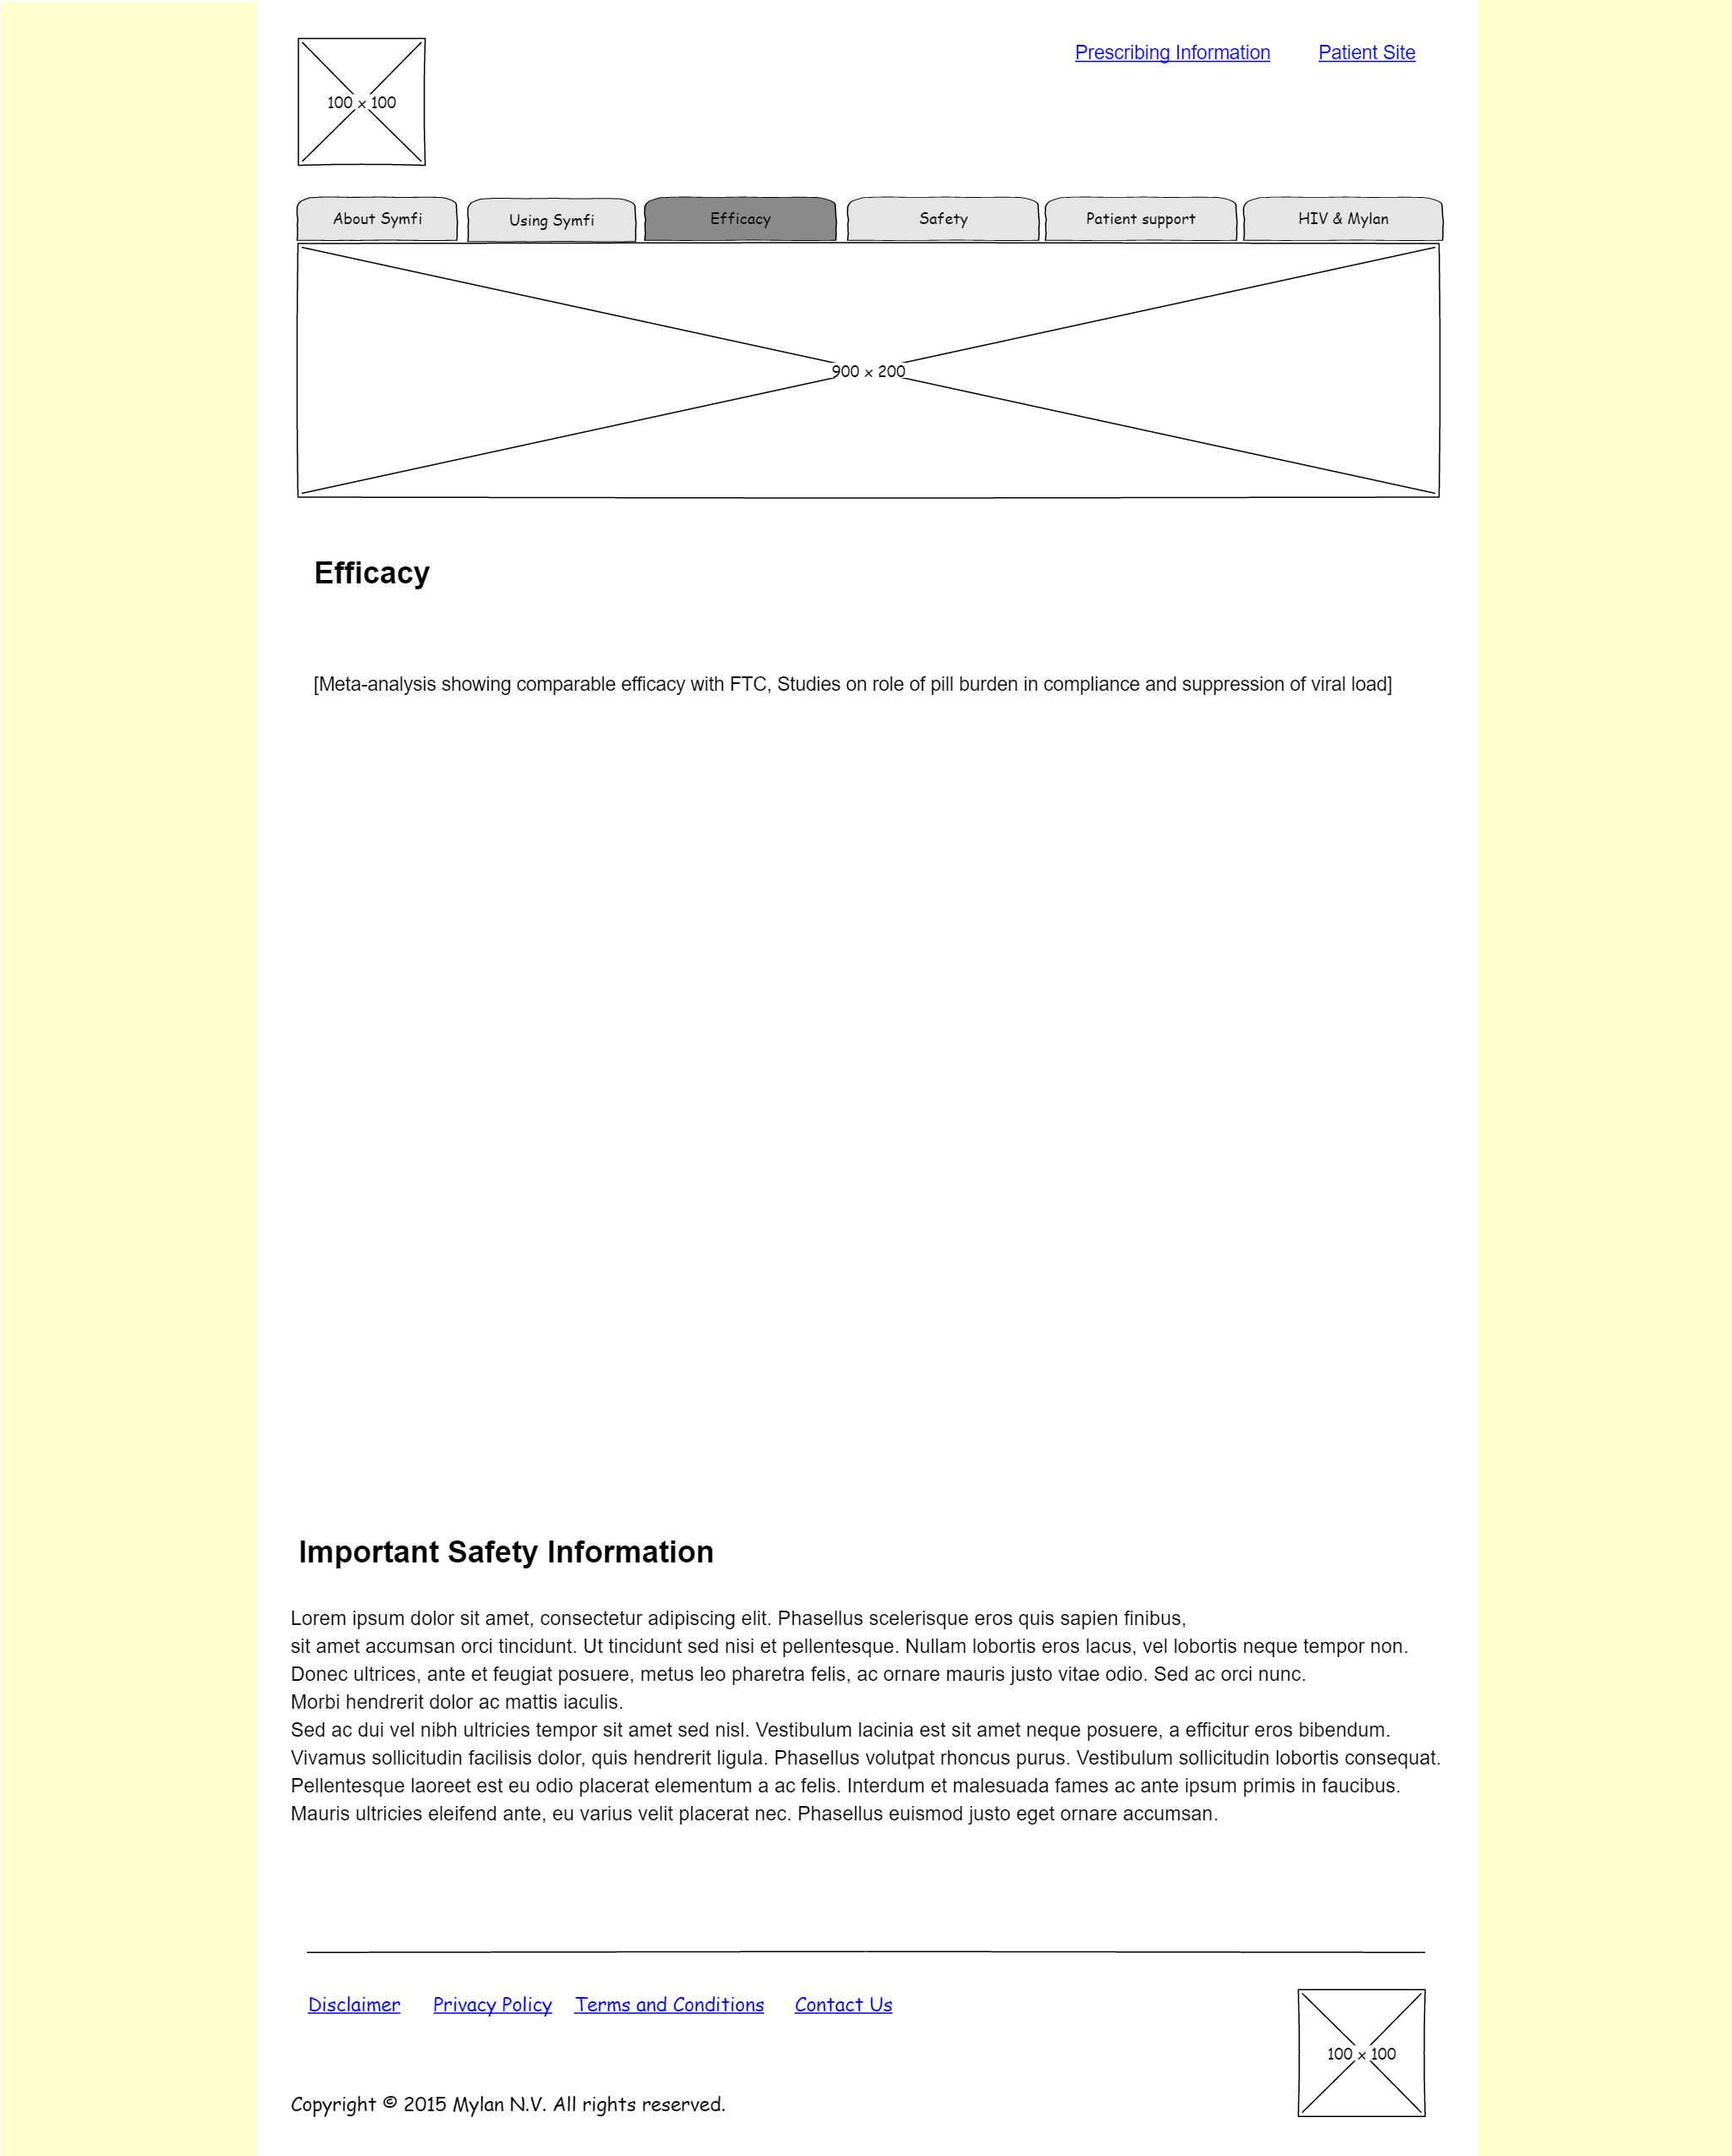 100 x 100
Prescribing Information Patient Site
About Symfi Using Symfi Efficacy Safety Patient support HIV & Mylan
900 x 200
Efficacy
[Meta-analysis showing comparable efficacy with FTC, Studies on role of pill burden in compliance and suppression of viral load]
Important Safety Information
Lorem ipsum dolor sit amet, consectetur adipiscing elit. Phasellus scelerisque eros quis sapien finibus,
sit amet accumsan orci tincidunt. Ut tincidunt sed nisi et pellentesque. Nullam lobortis eros lacus, vel lobortis neque tempor non.
Donec ultrices, ante et feugiat posuere, metus leo pharetra felis, ac ornare mauris justo vitae odio. Sed ac orci nunc.
Morbi hendrerit dolor ac mattis iaculis.
Sed ac dui vel nibh ultricies tempor sit amet sed nisl. Vestibulum lacinia est sit amet neque posuere, a efficitur eros bibendum.
Vivamus sollicitudin facilisis dolor, quis hendrerit ligula. Phasellus volutpat rhoncus purus. Vestibulum sollicitudin lobortis consequat.
Pellentesque laoreet est eu odio placerat elementum a ac felis. Interdum et malesuada fames ac ante ipsum primis in faucibus.
Mauris ultricies eleifend ante, eu varius velit placerat nec. Phasellus euismod justo eget ornare accumsan.
Disclaimer Privacy Policy Terms and Conditions Contact Us
100 x 100
Copyright © 2015 Mylan N.V. All rights reserved.